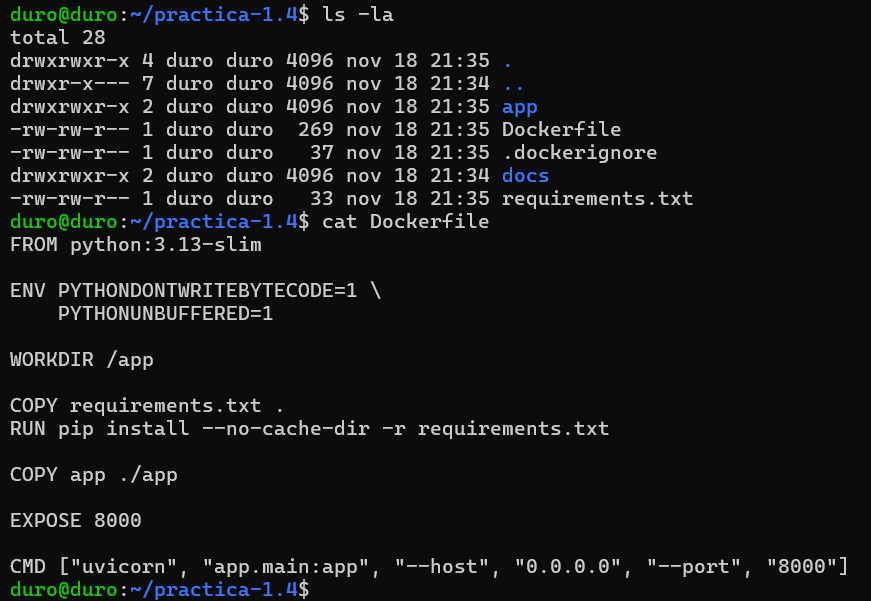 duro@duro:~/practica-1.4$ ls -la
total 28
drwxrwxr-x 4 duro duro 4096 nov 18 21:35 .
drwxr-x--- 7 duro duro 4096 nov 18 21:34 ..
drwxrwxr-x 2 duro duro 4096 nov 18 21:35 app
-rw-rw-r-- 1 duro duro  269 nov 18 21:35 Dockerfile
-rw-rw-r-- 1 duro duro   37 nov 18 21:35 .dockerignore
drwxrwxr-x 2 duro duro 4096 nov 18 21:34 docs
-rw-rw-r-- 1 duro duro   33 nov 18 21:35 requirements.txt
duro@duro:~/practica-1.4$ cat Dockerfile
FROM python:3.13-slim

ENV PYTHONDONTWRITEBYTECODE=1 \
    PYTHONUNBUFFERED=1

WORKDIR /app

COPY requirements.txt .
RUN pip install --no-cache-dir -r requirements.txt

COPY app ./app

EXPOSE 8000

CMD ["uvicorn", "app.main:app", "--host", "0.0.0.0", "--port", "8000"]
duro@duro:~/practica-1.4$